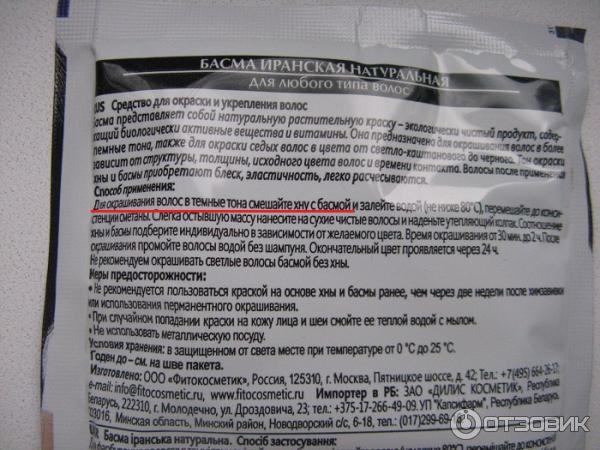 БАСМА ИРАНСКАЯ НАТУРАЛЬНАЯ
для любого типа волос
RUS Средство для окраски и укрепления волос
Басма представляет собой натуральную растительную краску – экологически чистый продукт, содер-
жащий биологически активные вещества и витамины. Она предназначена для окрашивания волос в более
темные тона, также для окраски седых волос в цвета от светло-каштанового до черного. Тон окраски
зависит от структуры, толщины, исходного цвета волос и времени контакта. Волосы после применения
хны и басмы приобретают блеск, эластичность, легко расчесываются.
Способ применения:
Для окрашивания волос в темные тона смешайте хну с басмой и залейте водой (не ниже 80°C), перемешайте до конси-
стенции сметаны. Слегка остывшую массу нанесите на сухие чистые волосы и наденьте утепляющий колпак. Соотношение
хны и басмы подберите индивидуально в зависимости от желаемого цвета. Время окрашивания от 30 мин. до 2 ч. После
окрашивания промойте волосы водой без шампуня. Окончательный цвет проявляется через 24 ч.
Не рекомендуем окрашивать светлые волосы басмой без хны.
Меры предосторожности:
• Не рекомендуется пользоваться краской на основе хны и басмы ранее, чем через две недели после химзавивки
или использования перманентного окрашивания.
• При случайном попадании краски на кожу лица и шеи смойте ее теплой водой с мылом.
• Не использовать металлическую посуду.
Условия хранения: в защищенном от света месте при температуре от 0 °C до 25 °C.
Годен до – см. на шве пакета.
Изготовлено: ООО «Фитокосметик», Россия, 125310, г. Москва, Пятницкое шоссе, д. 42; Тел.: +7(495) 664-26-
e-mail: info@fitocosmetic.ru, www.fitocosmetic.ru Импортер в РБ: ЗАО «ДИЛИС КОСМЕТИК», Республика
Беларусь, 222310, г. Молодечно, ул. Дроздовича, 23; тел.: +375-17-266-49-09. УП "Капсифарм", Республика
223016, Минская область, Минский район, Новодворский с/с, 6-18, тел.: (017)299-69
Басма іранська натуральна. Спосіб застосування:
ОТЗОВИК